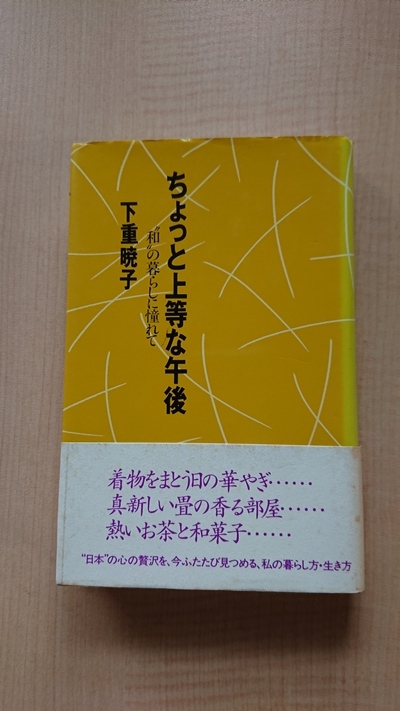 ちょっと上等な午後
"和"の暮らしに憧れて
下重暁子
着物をまとう日の華やぎ……
真新しい畳の香る部屋……
熱いお茶と和菓子……
"日本"の心の贅沢を、今ふたたび見つめる、私の暮らし方・生き方